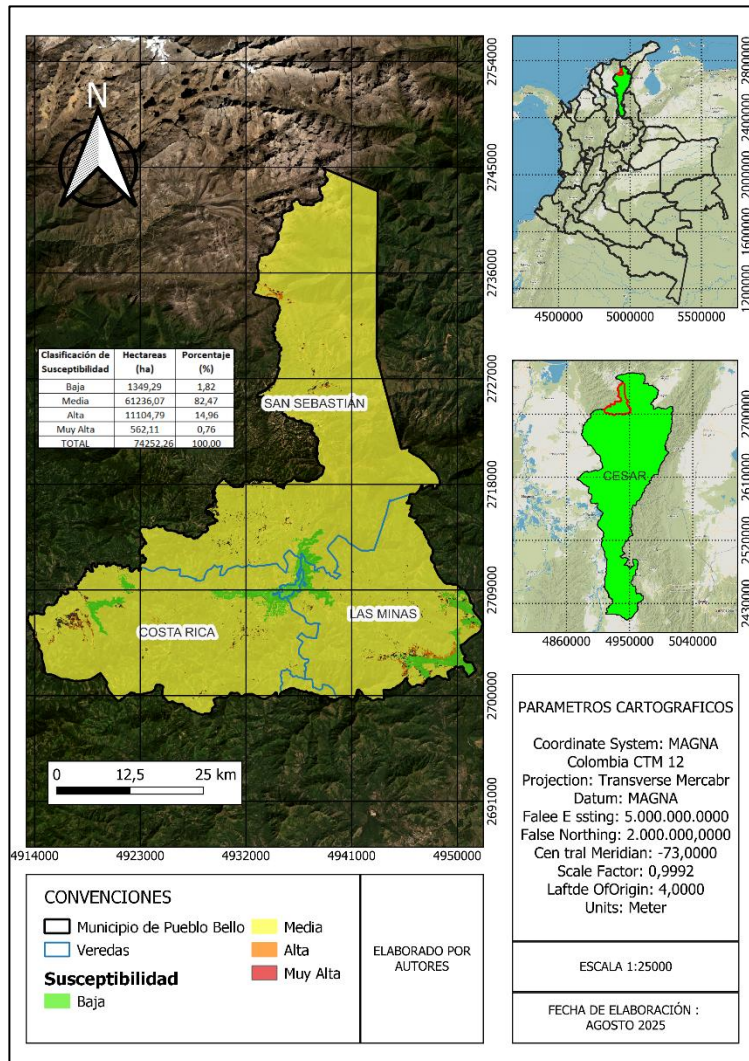 N
Clasificación de Susceptibilidad Hectareas (ha) Porcentaje (%)
Baja 1349,29 1,82
Media 61236,07 82,47
Alta 11104,79 14,96
Muy Alta 562,11 0,76
TOTAL 74252,26 100,00
SAN SEBASTIÁN
COSTA RICA
LAS MINAS
0 12,5 25 km
4914000 4923000 4932000 4941000 4950000
2754000
2745000
2736000
2727000
2718000
2709000
2700000
2691000
2800000
2400000
2000000
1600000
1200000
4500000 5000000 5500000
CESAR
2700000
2610000
2520000
2430000
4860000 4950000 5040000
PARAMETROS CARTOGRAFICOS
Coordinate System: MAGNA
Colombia CTM 12
Projection: Transverse Mercabr
Datum: MAGNA
Falee E ssting: 5.000.000.0000
False Northing: 2.000.000,0000
Cen tral Meridian: -73,0000
Scale Factor: 0,9992
Laftde OfOrigin: 4,0000
Units: Meter
ESCALA 1:25000
FECHA DE ELABORACIÓN :
AGOSTO 2025
CONVENCIONES
Municipio de Pueblo Bello
Veredas
Susceptibilidad
Baja
Media
Alta
Muy Alta
ELABORADO POR
AUTORES